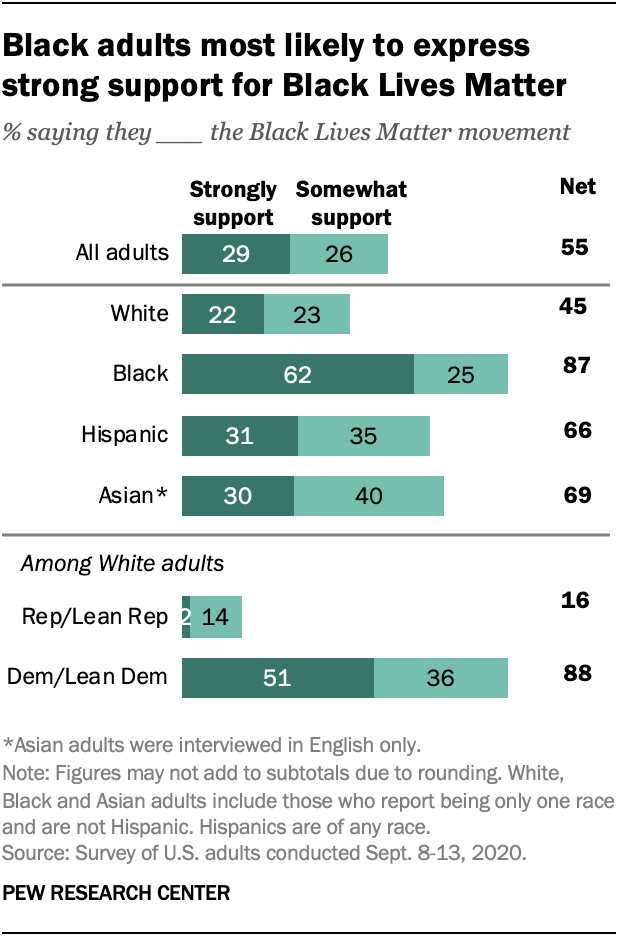 Black adults most likely to express
strong support for Black Lives Matter
% saying they ___ the Black Lives Matter movement
Strongly support Somewhat support Net
All adults 29 26 55
White 22 23 45
Black 62 25 87
Hispanic 31 35 66
Asian* 30 40 69
Among White adults
Rep/Lean Rep 2 14 16
Dem/Lean Dem 51 36 88
*Asian adults were interviewed in English only.
Note: Figures may not add to subtotals due to rounding. White,
Black and Asian adults include those who report being only one race
and are not Hispanic. Hispanics are of any race.
Source: Survey of U.S. adults conducted Sept. 8-13, 2020.
PEW RESEARCH CENTER